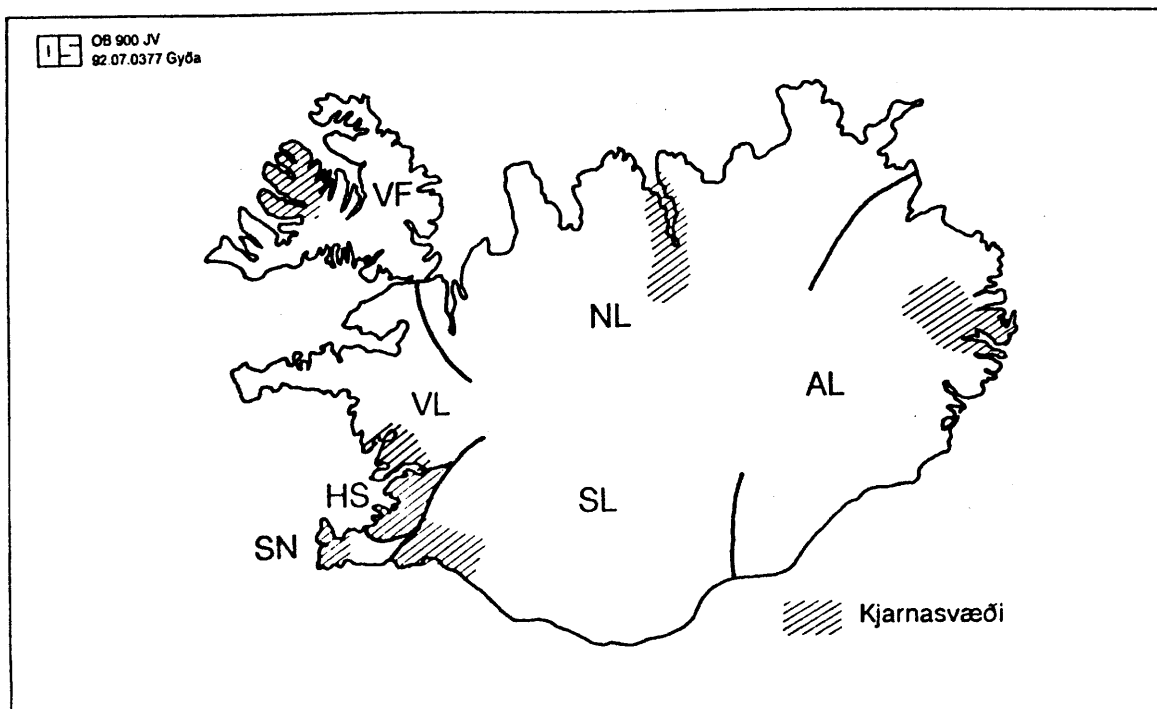 OS
OB 900 JV
92.07.0377 Gyða
VF
NL
AL
VL
HS
SL
SN
Kjarnasvæði